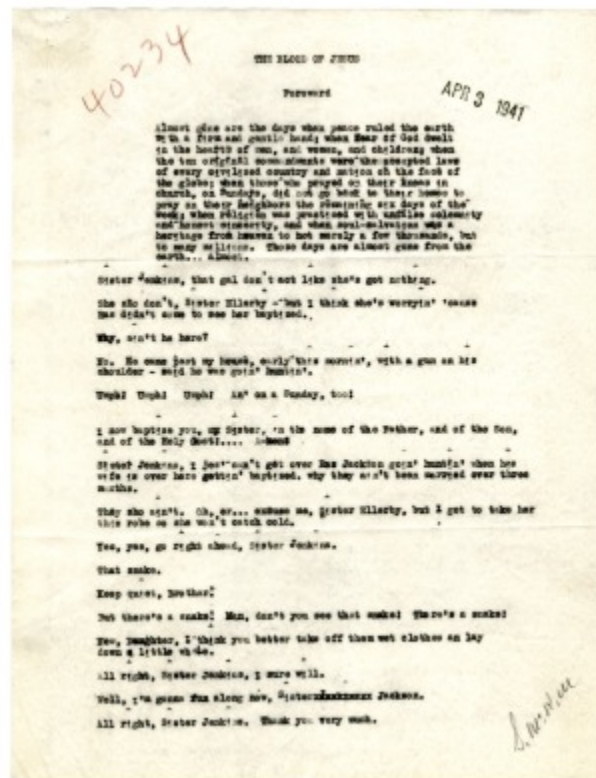 40234
THE BLOOD OF JESUS
APR 3 1941
Foreword
Almost gone are the days when peace ruled the earth
with a firm and gentle hand; when fear of God dwelt
in the hearts of men, and women, and children; when
the ten original commandments were the accepted laws
of every civilized country and nation on the face of
the globe; when those who prayed on their knees in
church, on Sundays, did not go back to their homes to
prey on their neighbors the remaining six days of the
week; when religion was practiced with
and honest sincerity, and when soul-salvation was a
heritage from heaven to not merely a few thousands, but
to many millions. Those days are almost gone from the
earth... almost.
Sister Jenkins, that gal don't act like she's got nothing.
She sho don't, Sister Ellerby - but I think she's worryin' 'cause
Ras didn't come to see her baptized.
Why, ain't he here?
No. He came past my house, early this mornin', with a gun on his
shoulder - said he was goin' huntin'.
Umph! Umph! Umph! An' on a Sunday, too!
I now baptize you, my Sister, in the name of the Father, and of the Son,
and of the Holy Ghost!.... Amen!
Sister Jenkins, I jest can't get over Ras Jackson goin' huntin' when his
wife is over here gettin' baptized. why they ain't been married over three
months.
They sho ain't. Oh, er... excuse me, Sister Ellerby, but I got to take her
this robe so she won't catch cold.
Yes, yes, go right ahead, Sister Jenkins.
That snake.
Keep quiet, Brother!
But there's a snake! Man, don't you see that snake! There's a snake!
Now, Daughter, I think you better take off them wet clothes an lay
down a little while.
All right, Sister Jenkins, I sure will.
Well, I'm gonna run along now, Sister Jackson.
All right, Sister Jenkins. Thank you very much.